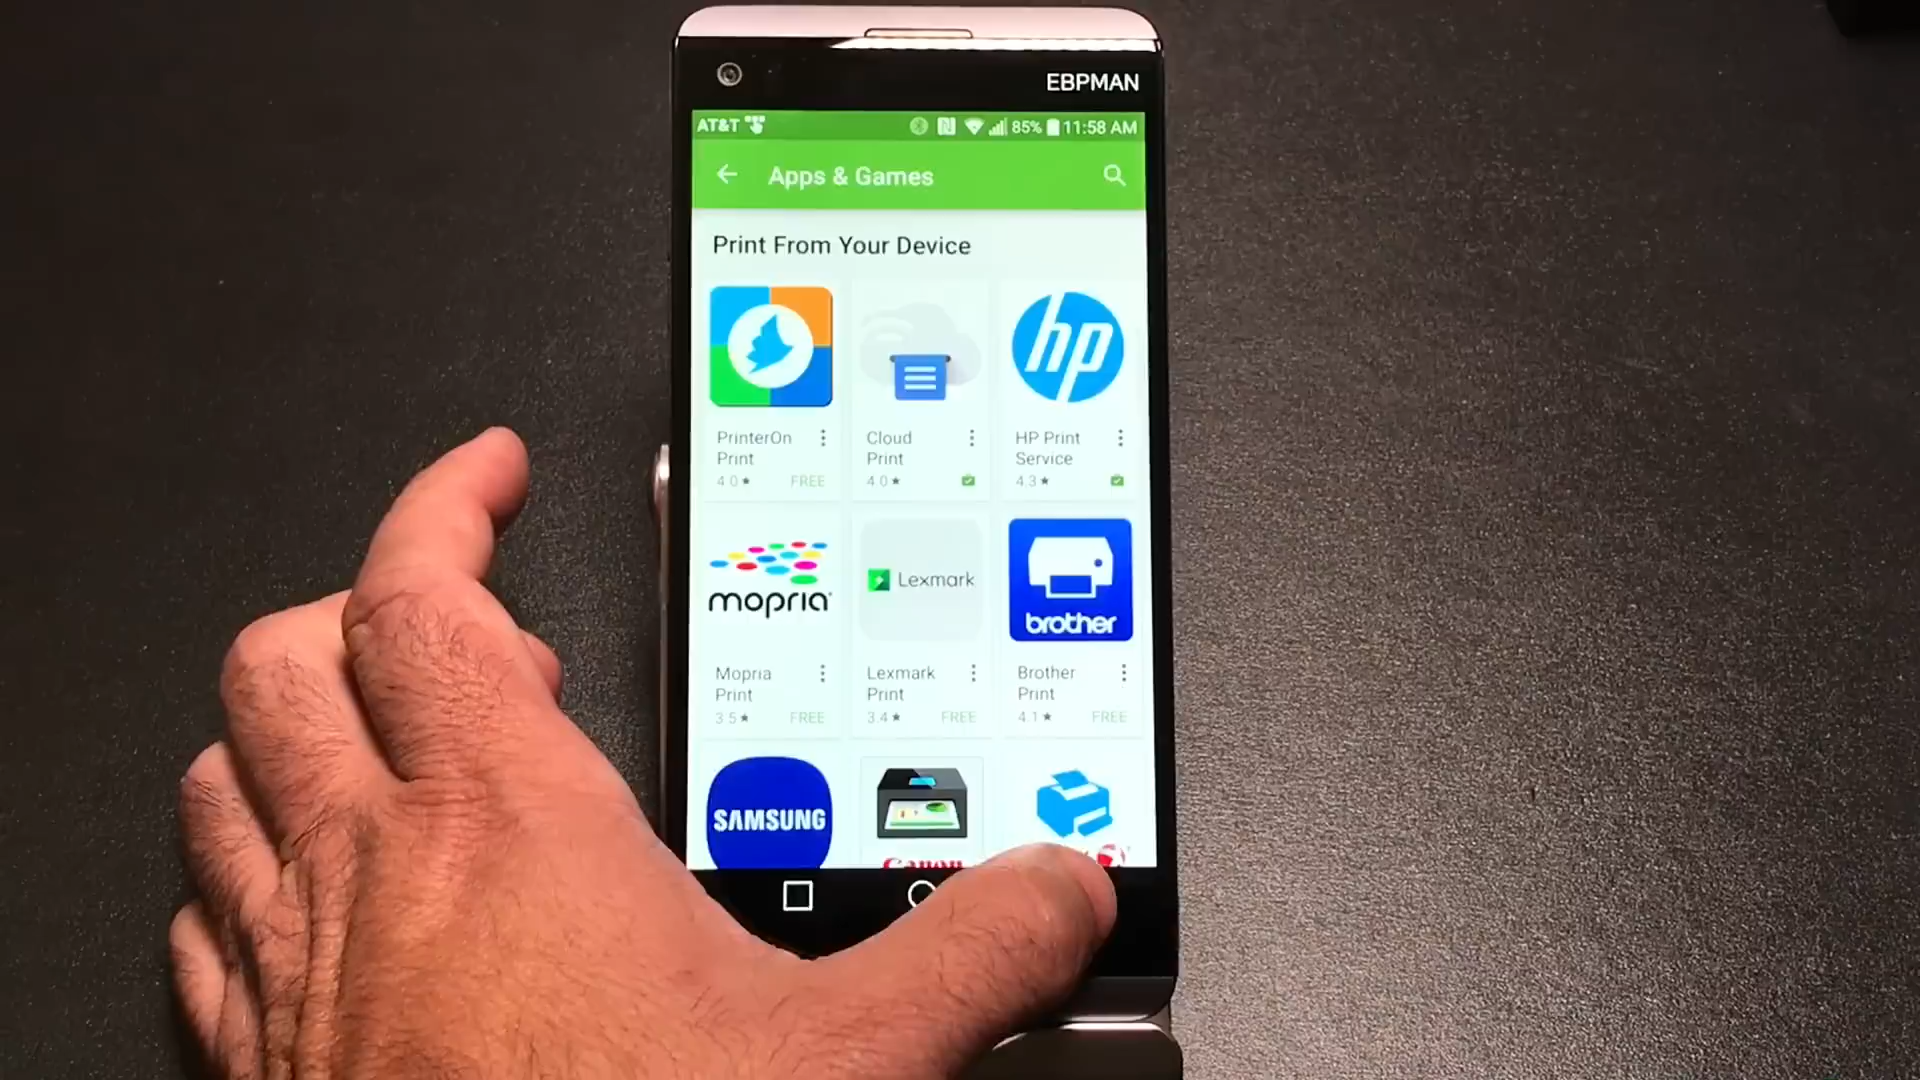 EBPMAN
AT&T 85% 11:58 AM
Apps & Games
Print From Your Device
hp
PrinterOn Print
4.0 FREE
Cloud Print
4.0
HP Print Service
4.3
mopria
Lexmark
brother
Mopria Print
3.5 FREE
Lexmark Print
3.4 FREE
Brother Print
4.1 FREE
SAMSUNG
Canon